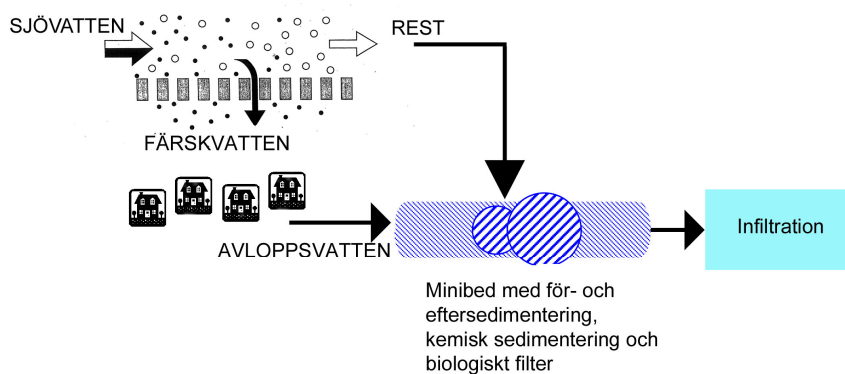 SJÖVATTEN
REST
FÄRSKVATTEN
AVLOPPSVATTEN
Infiltration
Minibed med för- och
eftersedimentering,
kemisk sedimentering och
biologiskt filter